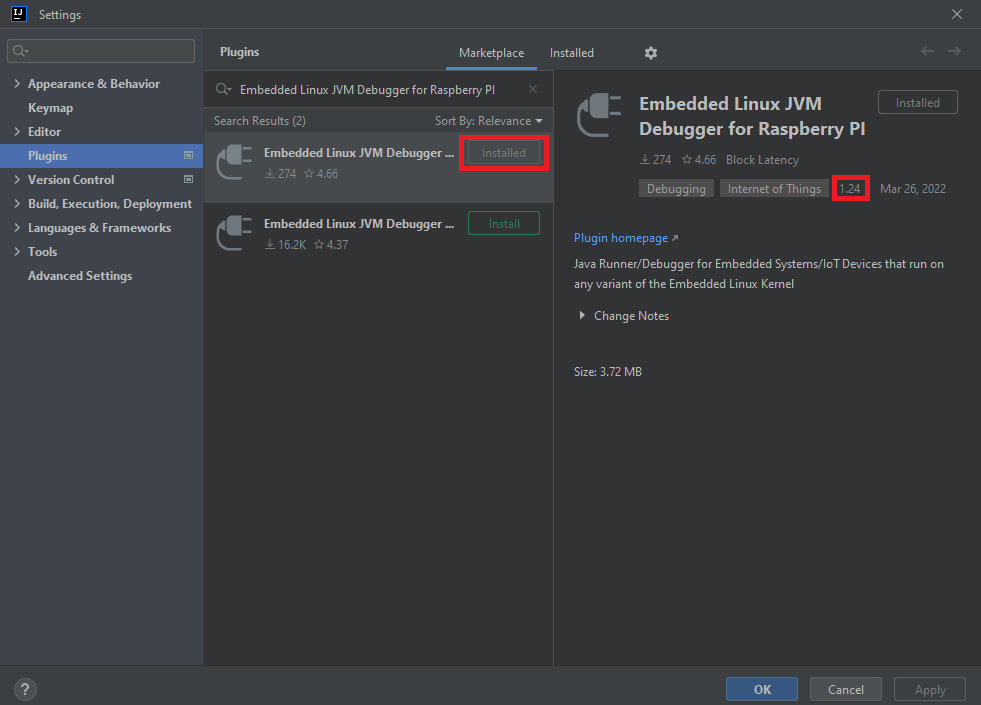 IJ Settings
Appearance & Behavior
Keymap
Editor
Plugins
Version Control
Build, Execution, Deployment
Languages & Frameworks
Tools
Advanced Settings
?
Plugins
Marketplace Installed
Embedded Linux JVM Debugger for Raspberry PI
Search Results (2) Sort By: Relevance
Embedded Linux JVM Debugger ... Installed
274 4.66
Embedded Linux JVM Debugger ... Install
16.2K 4.37
Embedded Linux JVM
Debugger for Raspberry PI
Installed
274 4.66 Block Latency
Debugging Internet of Things 1.24 Mar 26, 2022
Plugin homepage
Java Runner/Debugger for Embedded Systems/IoT Devices that run on
any variant of the Embedded Linux Kernel
Change Notes
Size: 3.72 MB
OK Cancel Apply